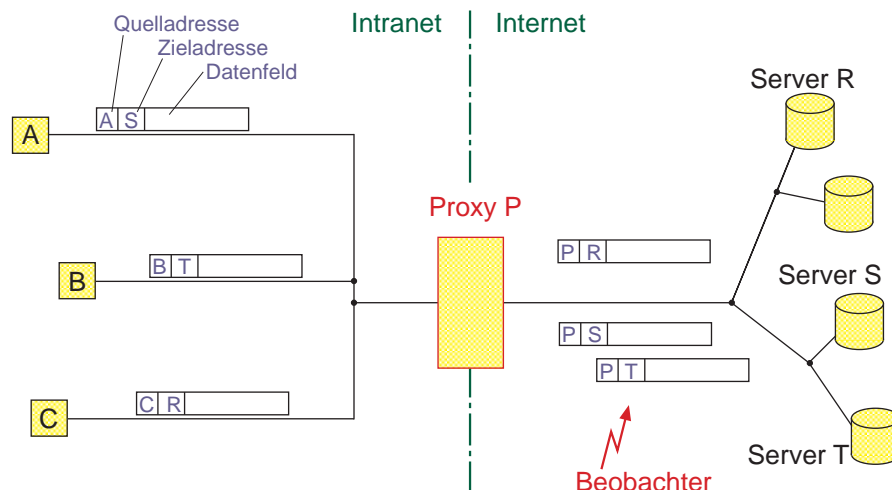 Quelladresse
Intranet
Internet
Zieladresse
Datenfeld
Server R
A S
A
Proxy P
P R
B T
B
Server S
P S
P T
C R
C
Server T
Beobachter